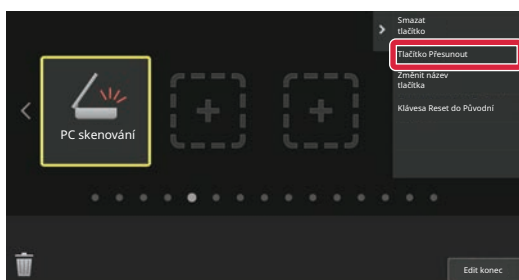 Smazat
tlačítko
Tlačítko Přesunout
Změnit název
tlačítka
Klávesa Reset do Původní
PC skenování
Edit konec